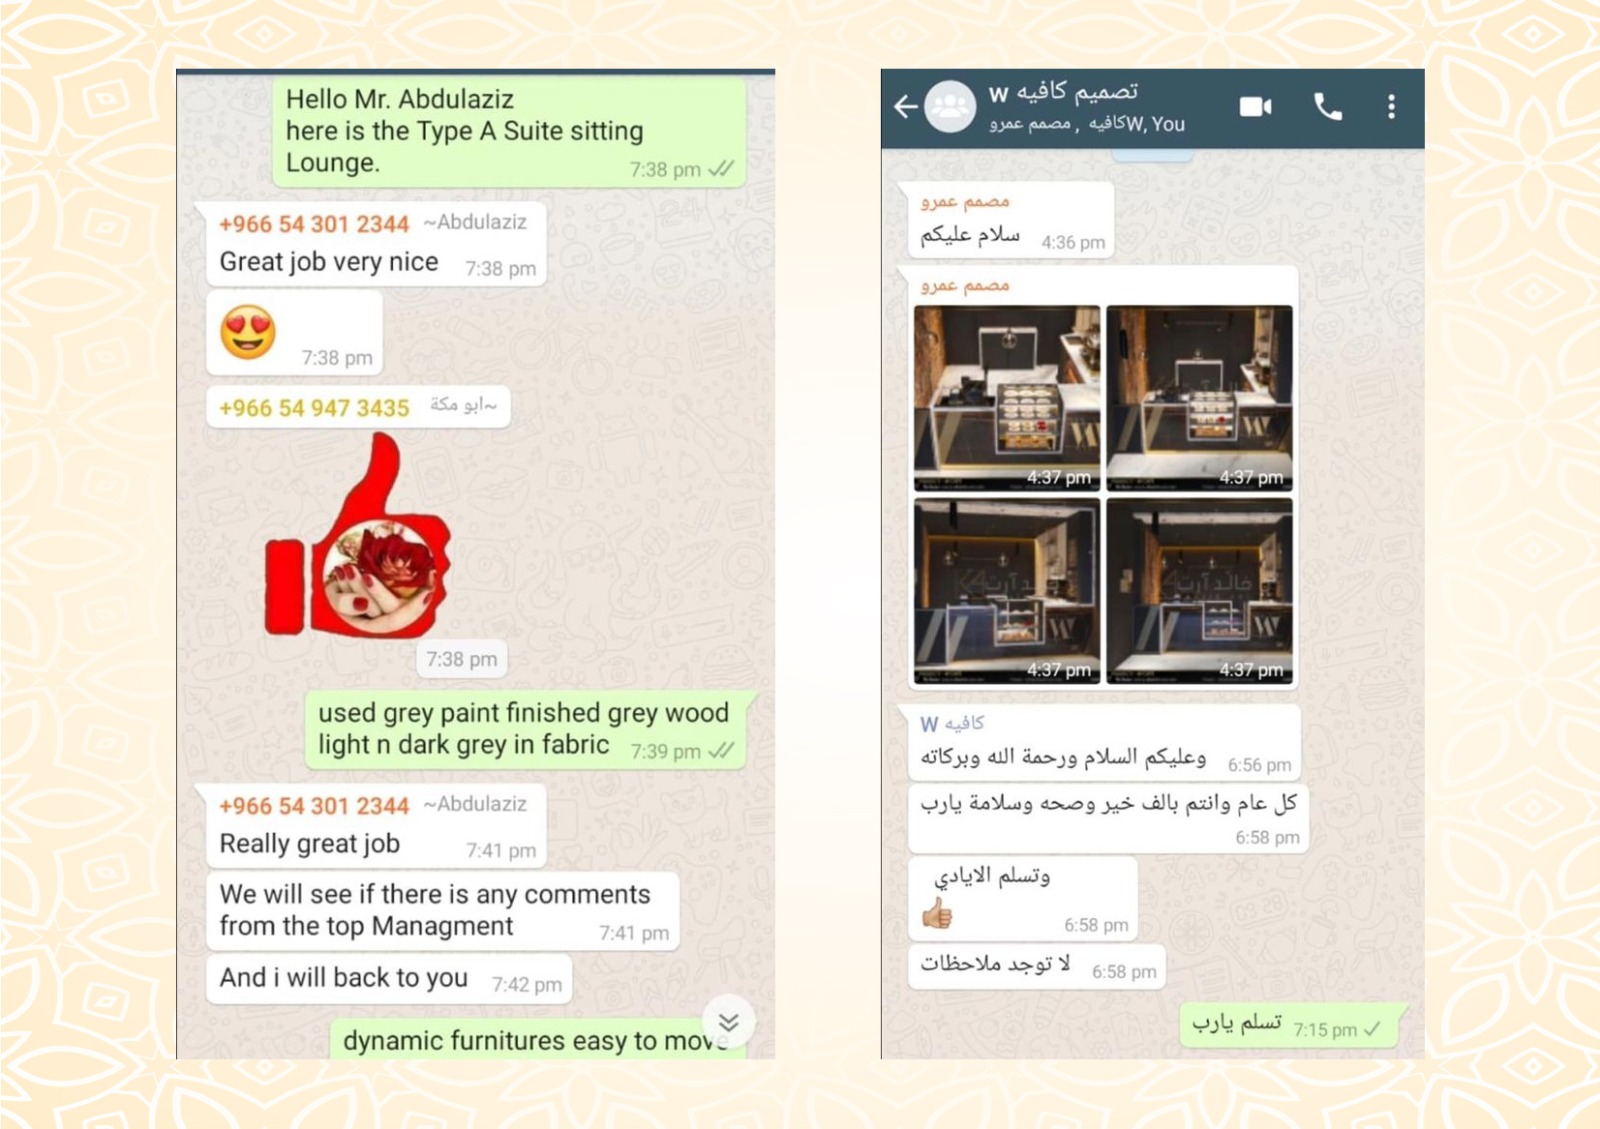 Hello Mr. Abdulaziz
here is the Type A Suite sitting
Lounge.
7:38 pm
+966 54 301 2344 ~Abdulaziz
Great job very nice 7:38 pm
7:38 pm
+966 54 947 3435 ~ابو مكة
7:38 pm
used grey paint finished grey wood
light n dark grey in fabric 7:39 pm
+966 54 301 2344 ~Abdulaziz
Really great job 7:41 pm
We will see if there is any comments
from the top Managment 7:41 pm
And i will back to you 7:42 pm
dynamic furnitures easy to move
تصميم كافيه W
كافيه W, You, مصمم عمرو
مصمم عمرو
سلام عليكم 4:36 pm
مصمم عمرو
4:37 pm
4:37 pm
خالد آرت
4:37 pm
خالد آرت
4:37 pm
W كافيه
وعليكم السلام ورحمة الله وبركاته 6:56 pm
كل عام وانتم بالف خير وصحه وسلامة يارب
6:58 pm
وتسلم الايادي
6:58 pm
لا توجد ملاحظات 6:58 pm
تسلم يارب 7:15 pm